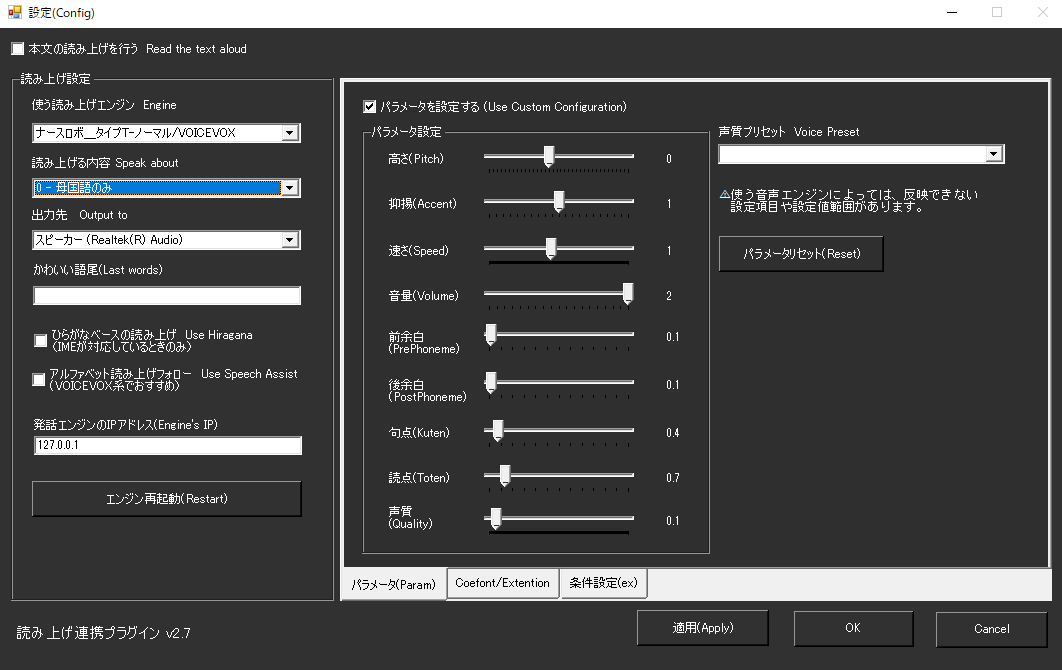 設定(Config)
本文の読み上げを行う Read the text aloud
読み上げ設定
使う読み上げエンジン Engine
ナースロボ__タイプT-ノーマル/VOICEVOX
読み上げる内容 Speak about
0 - 母国語のみ
出力先 Output to
スピーカー (Realtek(R) Audio)
かわいい語尾(Last words)
ひらがなベースの読み上げ Use Hiragana
(IMEが対応しているときのみ)
アルファベット読み上げフォロー Use Speech Assist
(VOICEVOX系でおすすめ)
発話エンジンのIPアドレス(Engine's IP)
127.0.0.1
エンジン再起動(Restart)
パラメータを設定する (Use Custom Configuration)
パラメータ設定
高さ(Pitch) 0
抑揚(Accent) 1
速さ(Speed) 1
音量(Volume) 2
前余白
(PrePhoneme) 0.1
後余白
(PostPhoneme) 0.1
句点(Kuten) 0.4
読点(Toten) 0.7
声質
(Quality) 0.1
声質プリセット Voice Preset
⚠使う音声エンジンによっては、反映できない
設定項目や設定値範囲があります。
パラメータリセット(Reset)
パラメータ(Param) Coefont/Extention 条件設定(ex)
読み上げ連携プラグイン v2.7
適用(Apply) OK Cancel